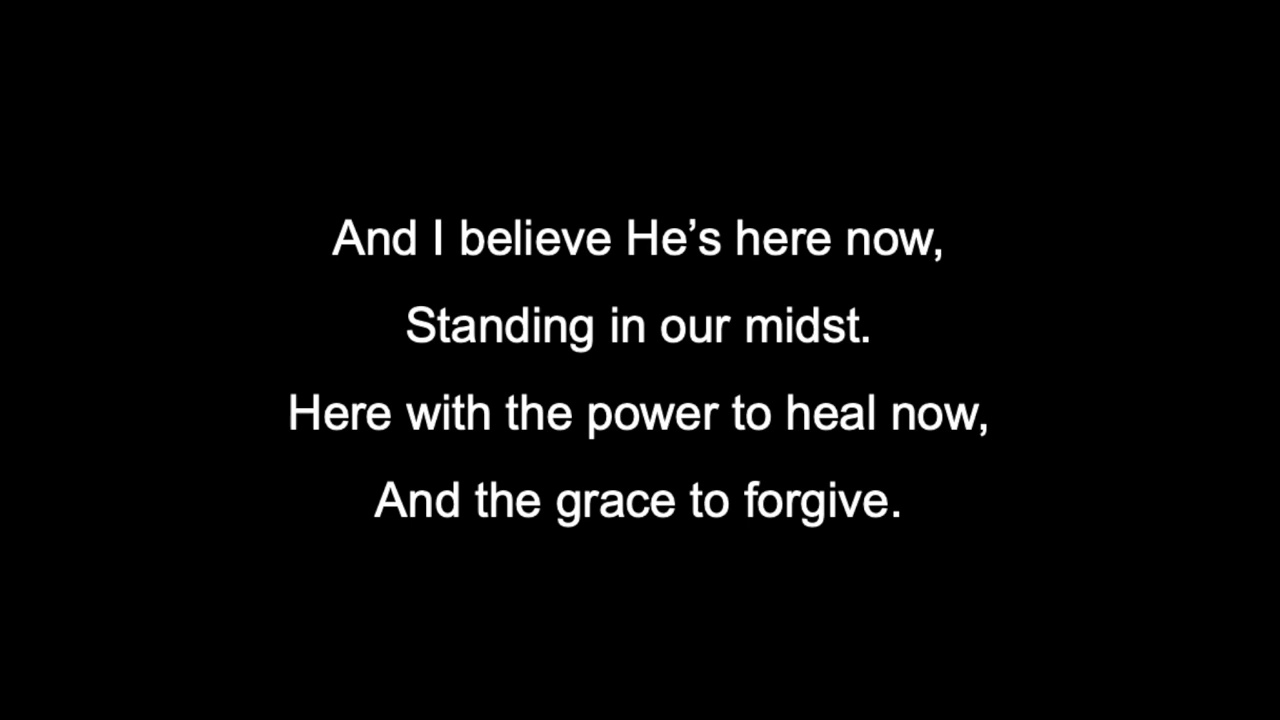 And I believe He’s here now,
Standing in our midst.
Here with the power to heal now,
And the grace to forgive.